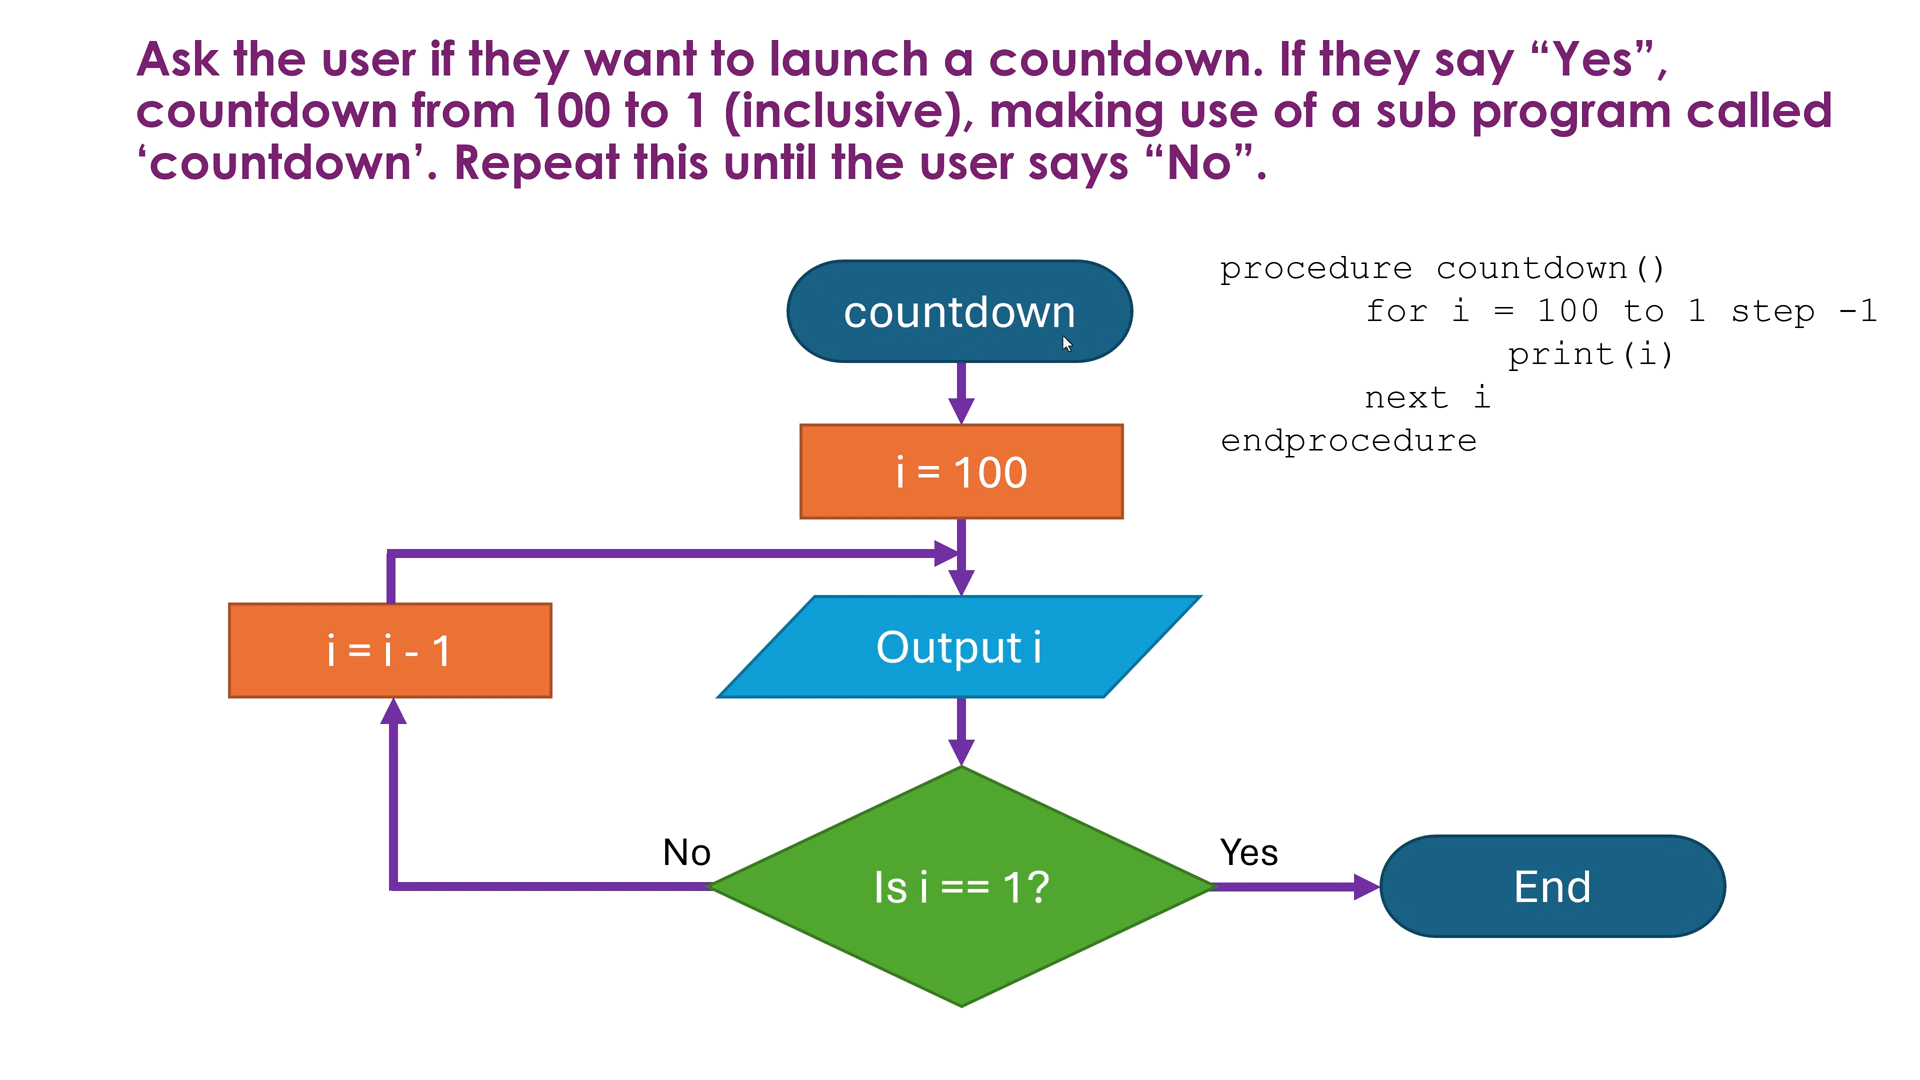 Ask the user if they want to launch a countdown. If they say “Yes”,
countdown from 100 to 1 (inclusive), making use of a sub program called
‘countdown’. Repeat this until the user says “No”.
countdown
procedure countdown()
for i = 100 to 1 step -1
print(i)
next i
endprocedure
i = 100
i = i - 1
Output i
No
Is i == 1?
Yes
End